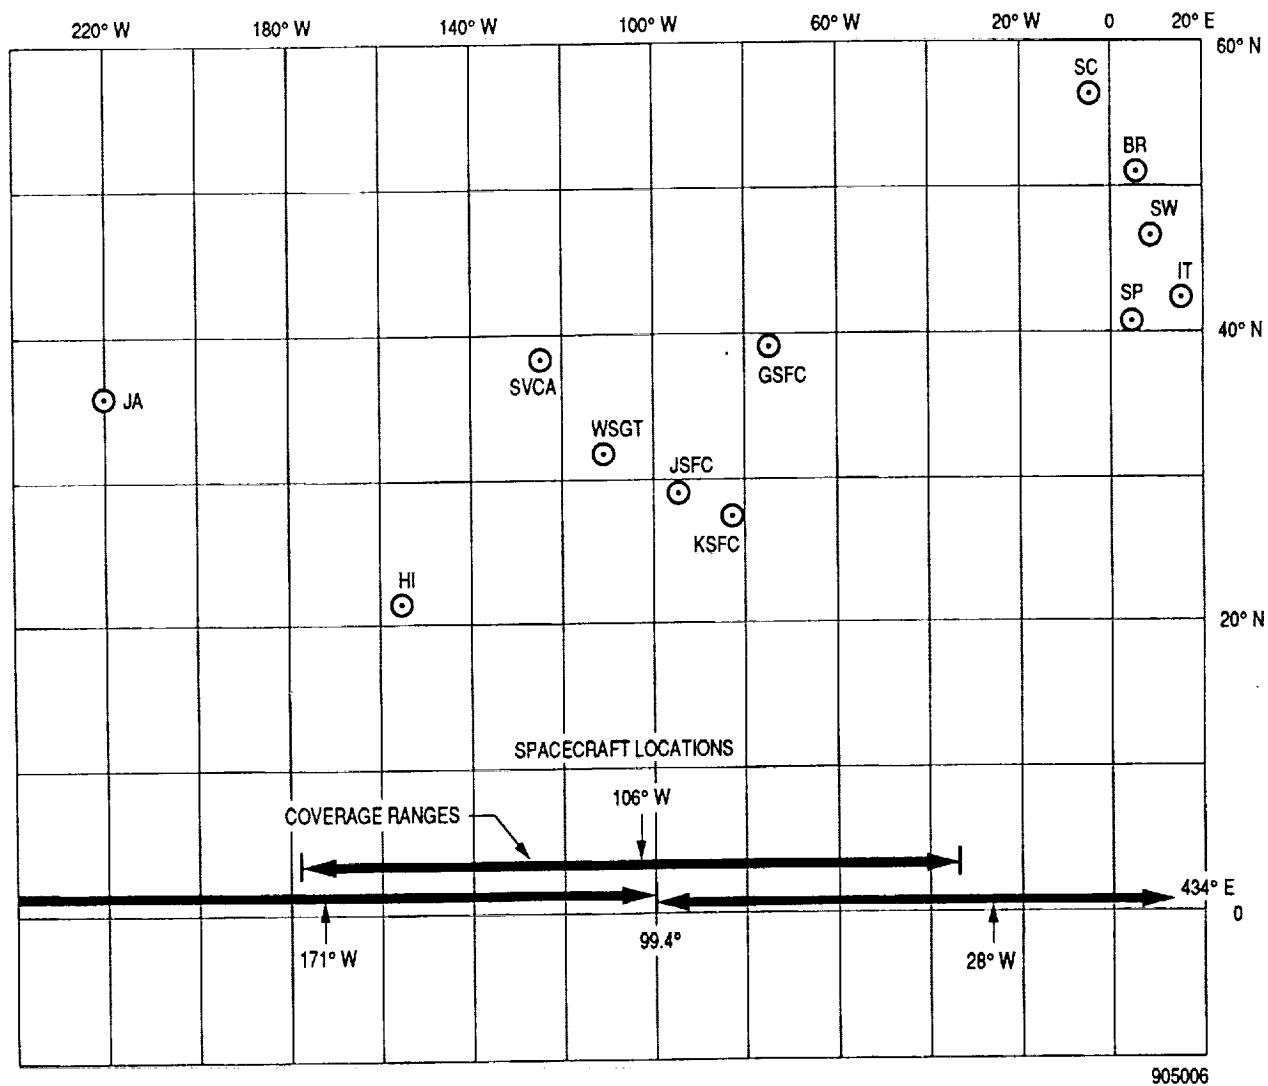 220° W 180° W 140° W 100° W 60° W 20° W 0 20° E
60° N
SC
BR
SW
IT
SP
40° N
GSFC
SVCA
JA
WSGT
JSFC
KSFC
HI
20° N
SPACECRAFT LOCATIONS
106° W
COVERAGE RANGES
434° E
0
99.4°
171° W
28° W
905006